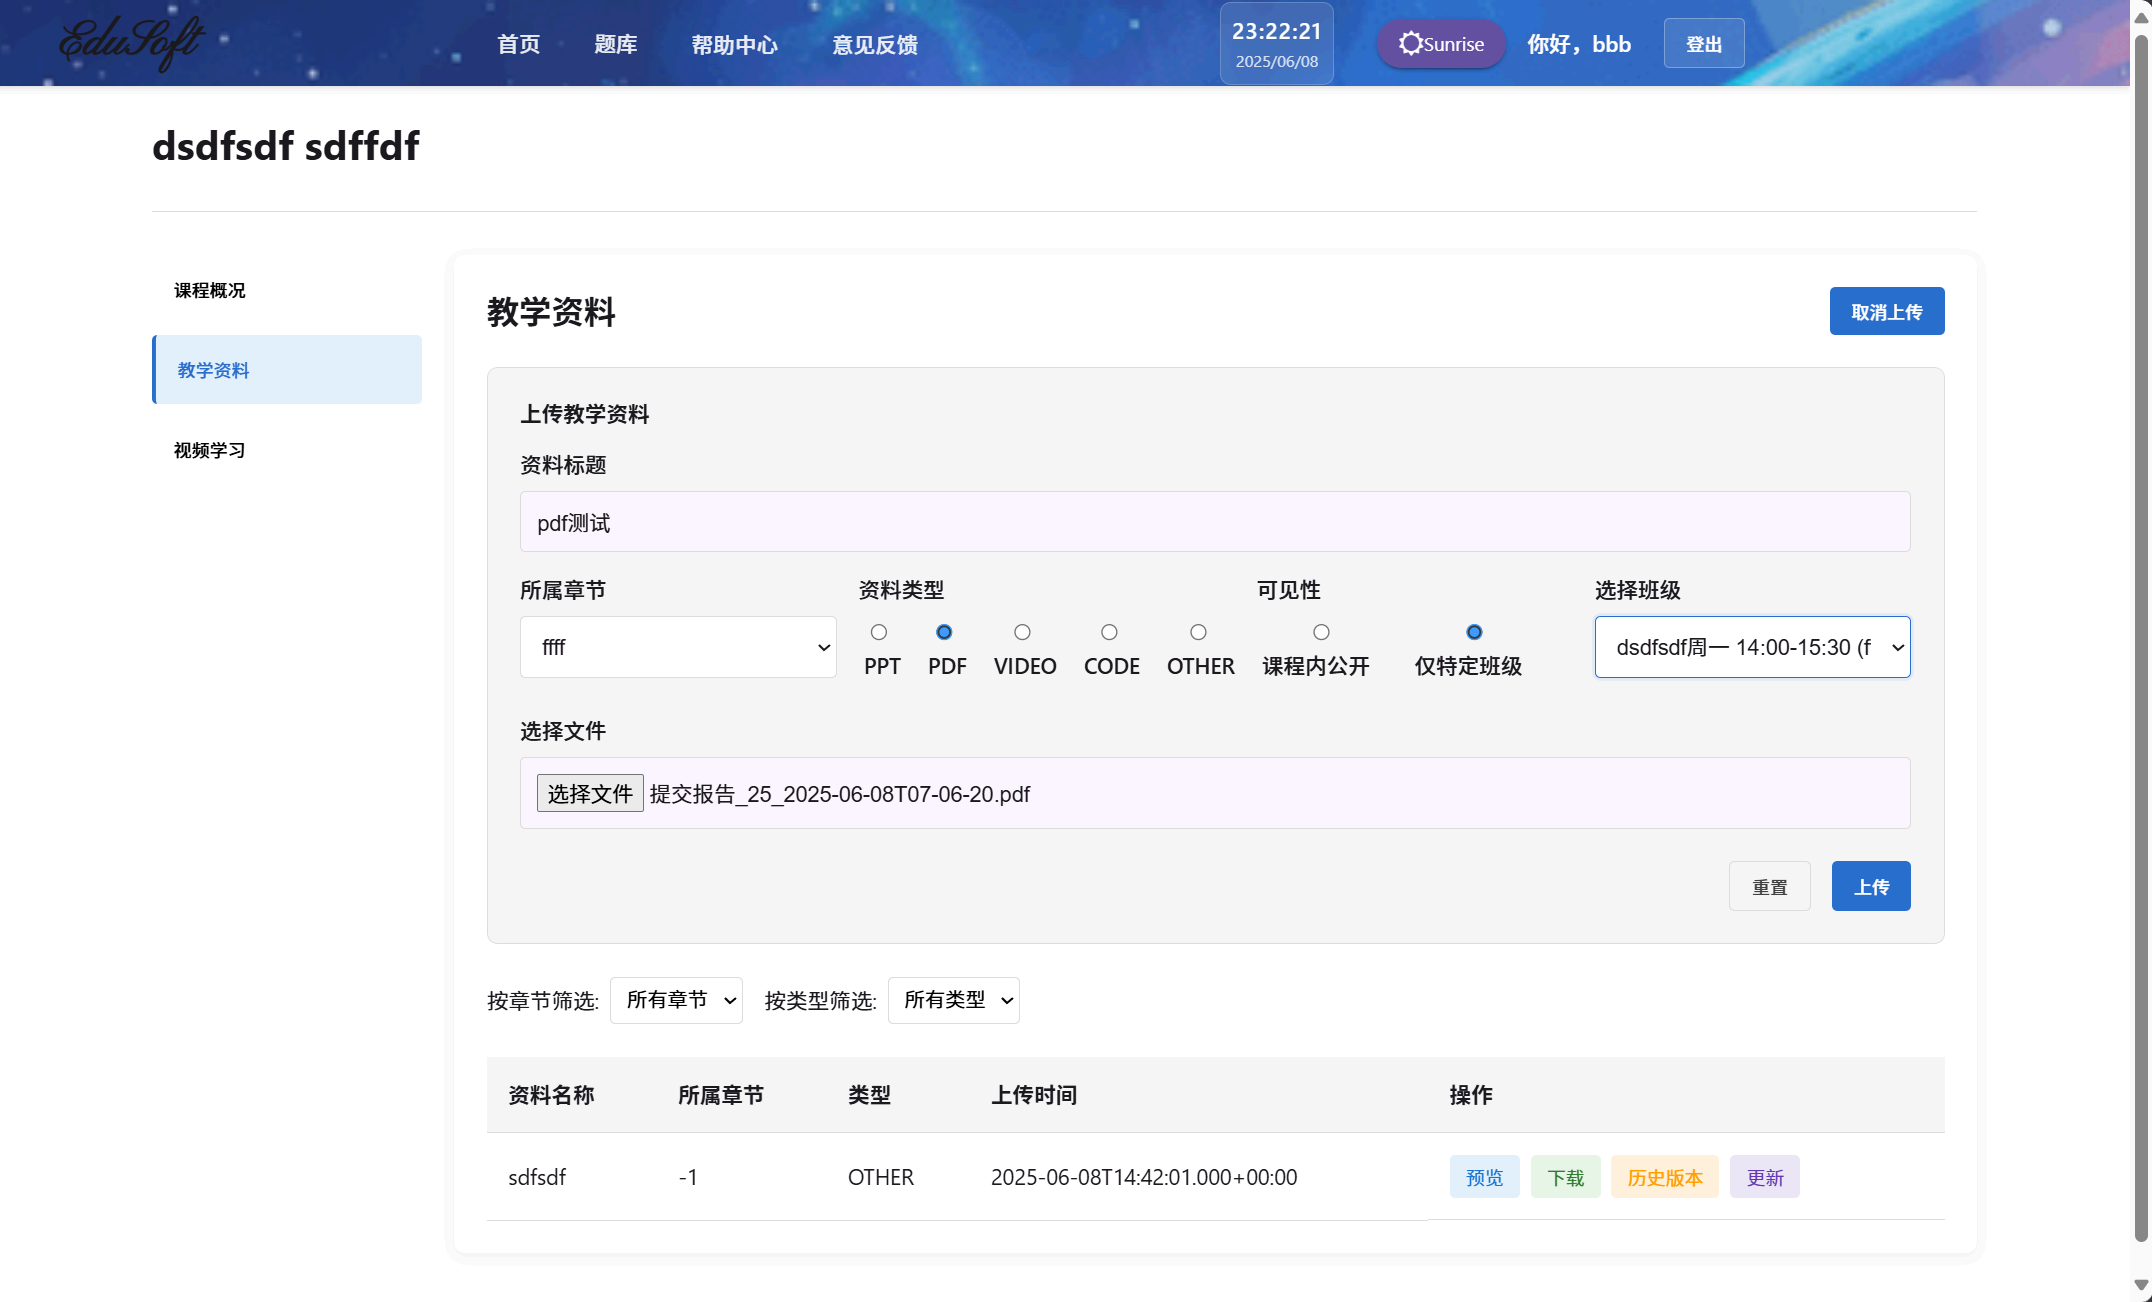 EduSoft
首页 题库 帮助中心 意见反馈
23:22:21
2025/06/08
Sunrise
你好，bbb
登出
dsdfsdf sdffdf
课程概况
教学资料
视频学习
教学资料
取消上传
上传教学资料
资料标题
pdf测试
所属章节 资料类型 可见性 选择班级
ffff
PPT PDF VIDEO CODE OTHER 课程内公开 仅特定班级
dsdfsdf周一 14:00-15:30 (f
选择文件
选择文件 提交报告_25_2025-06-08T07-06-20.pdf
重置 上传
按章节筛选: 所有章节 按类型筛选: 所有类型
资料名称 所属章节 类型 上传时间 操作
sdfsdf -1 OTHER 2025-06-08T14:42:01.000+00:00 预览 下载 历史版本 更新